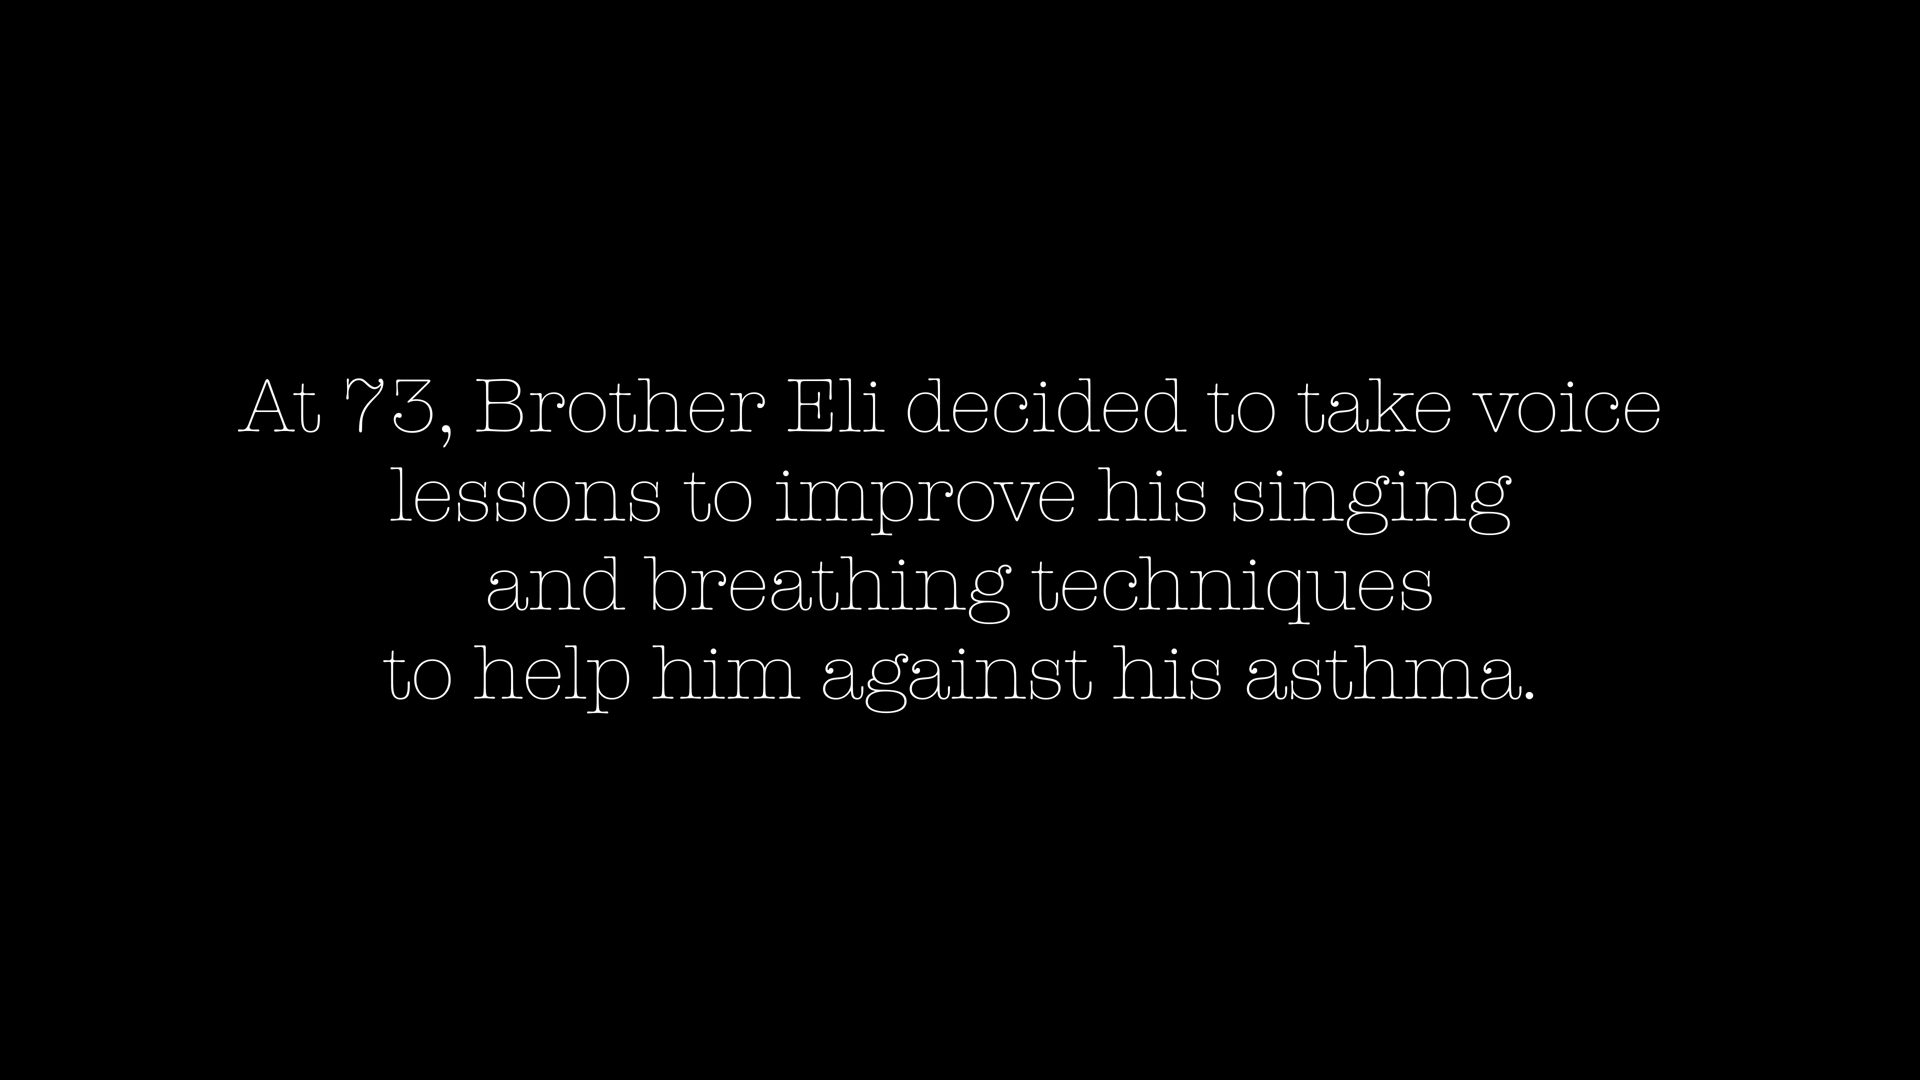 At 73, Brother Eli decided to take voice
lessons to improve his singing
and breathing techniques
to help him against his asthma.